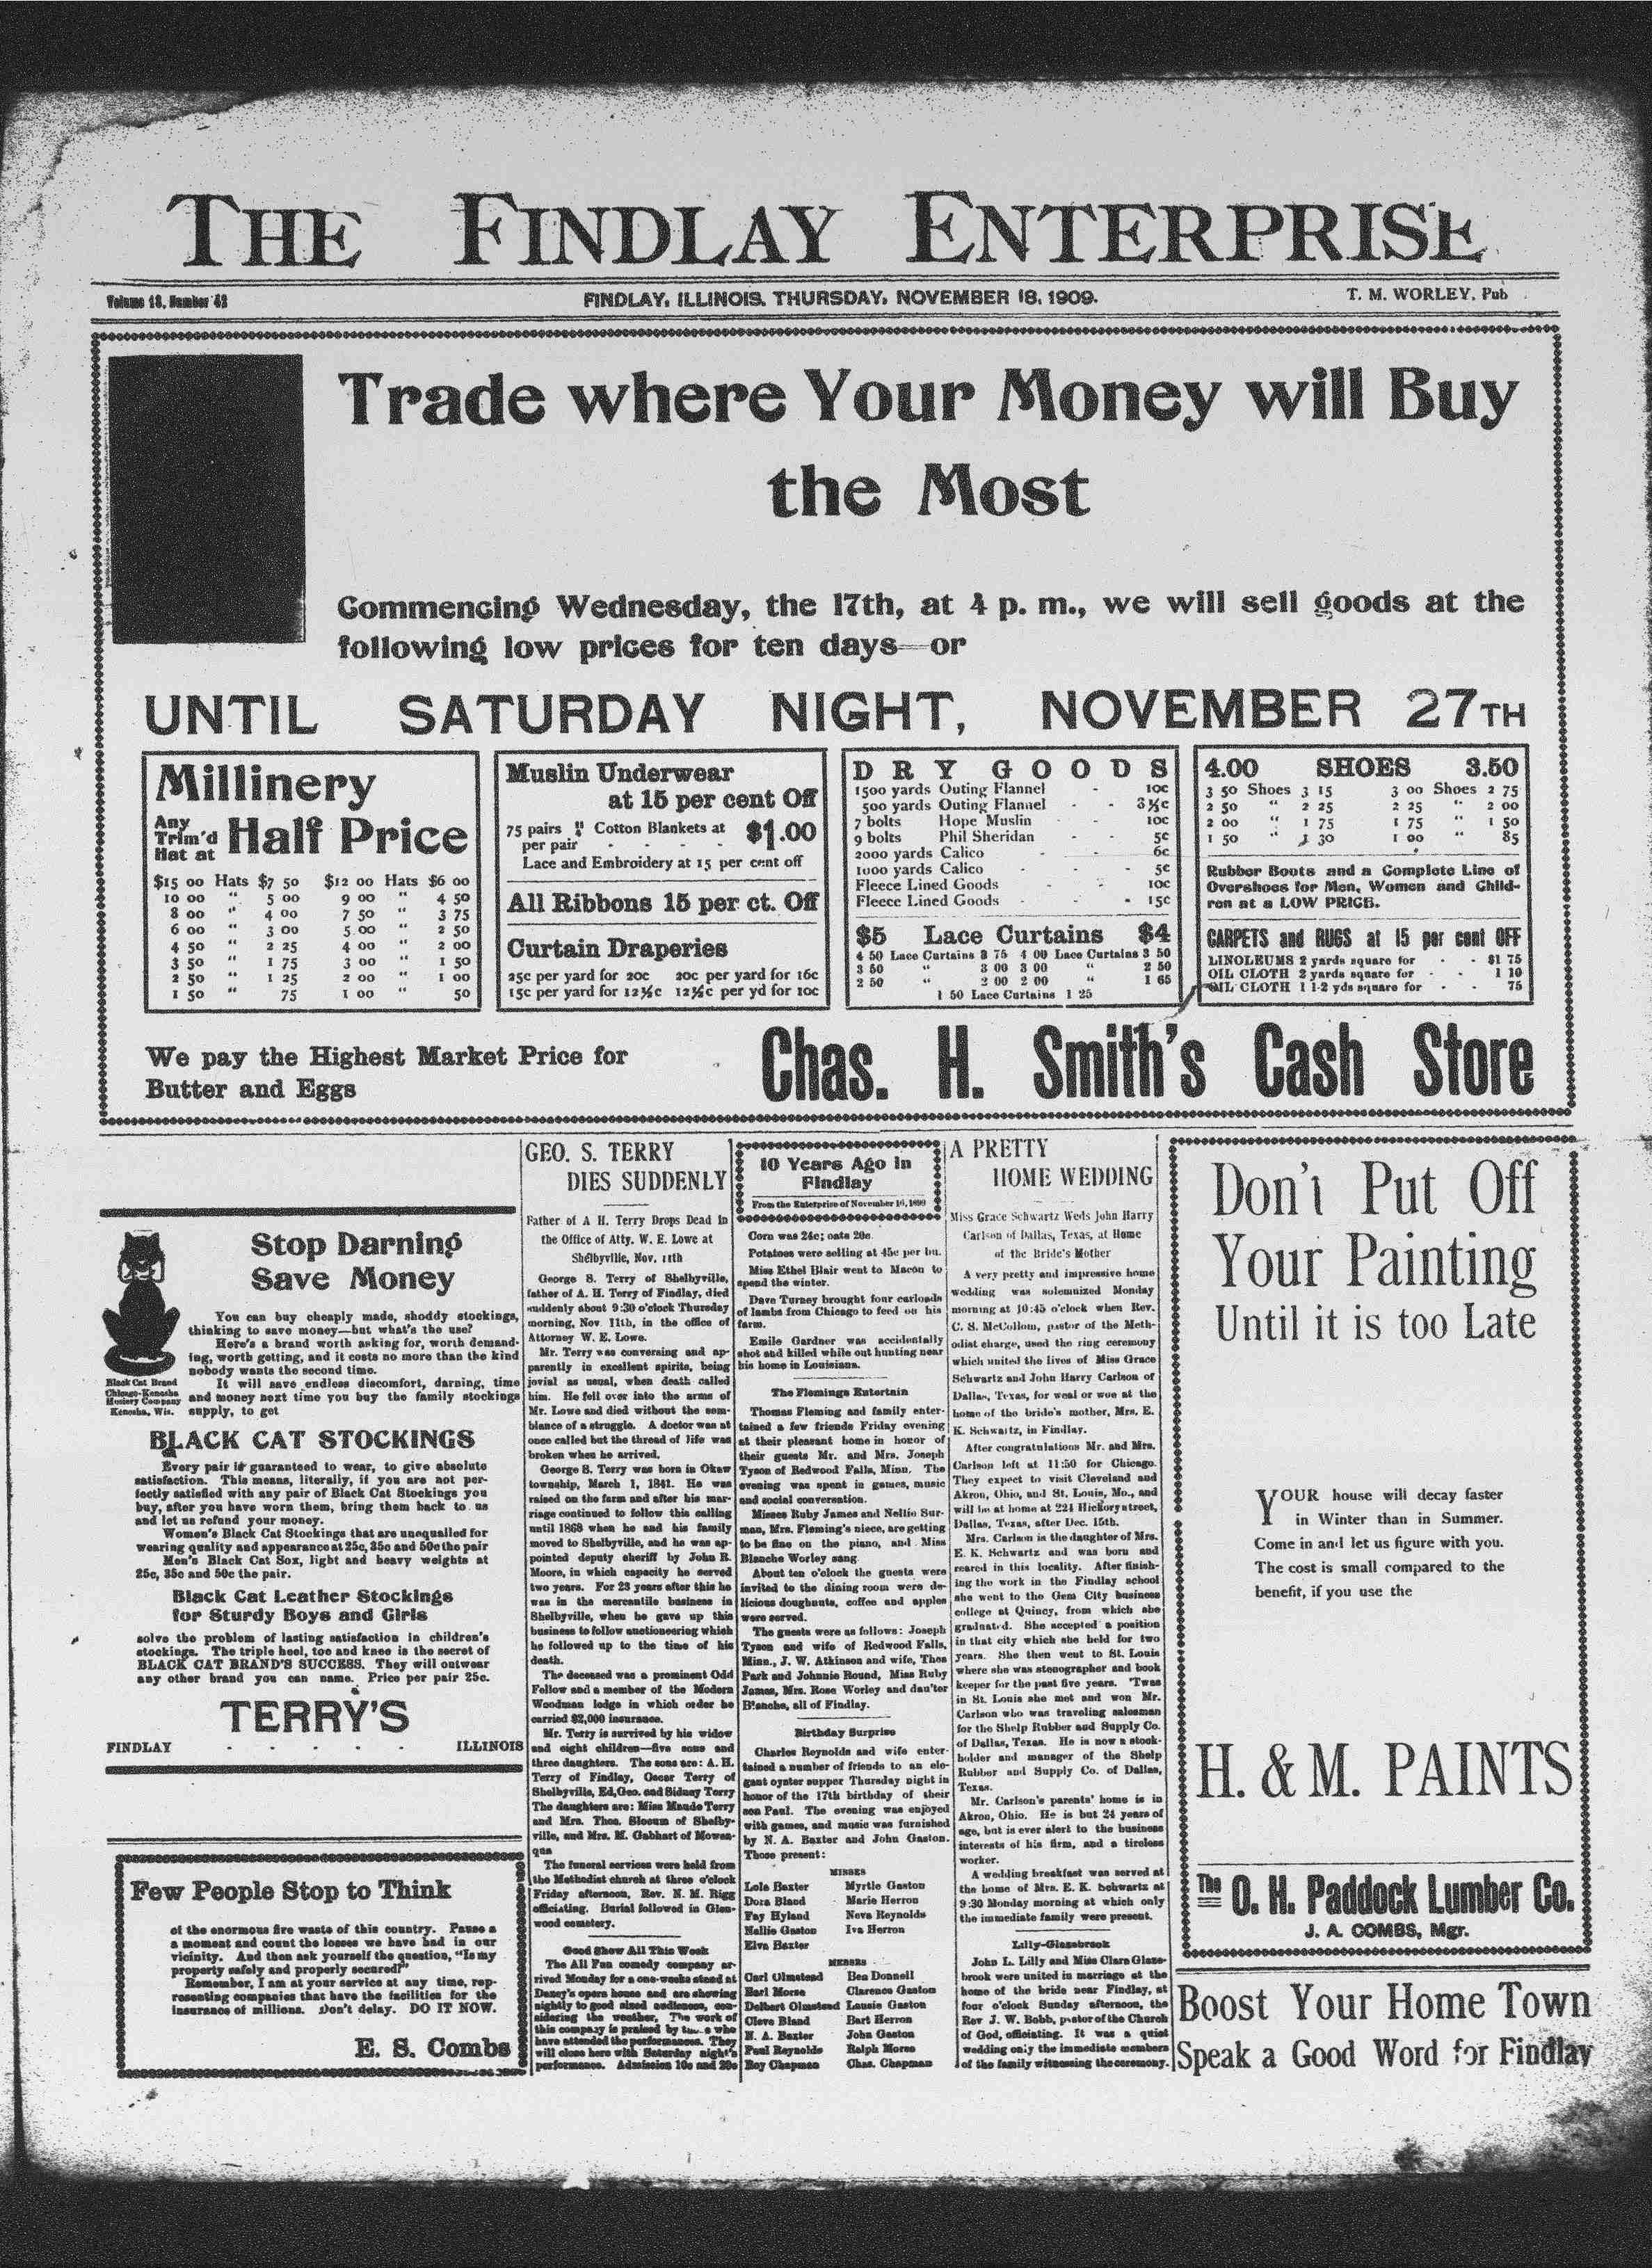 THE FINDLAY ENTERPRISE
Volume 18, Number
FINDLAY, ILLINOIS. THURSDAY, NOVEMBER 18, 1909.
T. M. WORLEY, Pub
Trade where Your Money will Buy
the Most
Commencing Wednesday, the 17th, at 4 p. m., we will sell goods at the
following low prices for ten days—or
UNTIL SATURDAY NIGHT, NOVEMBER 27TH
Millinery
Any
Trim'd
Hat at
Half Price
$15 00 Hats $7 50 $12 00 Hats $6 00
10 00 " 5 00 9 00 " 4 50
8 00 " 4 00 7 50 " 3 75
6 00 " 3 00 5 00 " 2 50
4 50 " 2 25 4 00 " 2 00
3 50 " 1 75 3 00 " 1 50
2 50 " 1 25 2 00 " 1 00
1 50 " 75 1 00 " 50
Muslin Underwear
at 15 per cent Off
75 pairs Cotton Blankets at $1.00
per pair - - - -
Lace and Embroidery at 15 per cent off
All Ribbons 15 per ct. Off
Curtain Draperies
25c per yard for 20c 20c per yard for 16c
15c per yard for 12½c 12½c per yd for 10c
DRY GOODS
1500 yards Outing Flannel - 10c
500 yards Outing Flannel - - 3½c
7 bolts Hope Muslin - - 10c
9 bolts Phil Sheridan - - 5c
2000 yards Calico - - 6c
1000 yards Calico - - 5c
Fleece Lined Goods - - 10c
Fleece Lined Goods - - 15c
$5 Lace Curtains $4
4 50 Lace Curtains 3 75 4 00 Lace Curtains 3 50
3 50 " 3 00 3 00 " 2 50
2 50 " 2 00 2 00 " 1 65
1 50 Lace Curtains 1 25
4.00 SHOES 3.50
3 50 Shoes 3 15 3 00 Shoes 2 75
2 50 " 2 25 2 25 " 2 00
2 00 " 1 75 1 75 " 1 50
1 50 " 1 30 1 00 " 85
Rubber Boots and a Complete Line of
Overshoes for Men, Women and Child-
ren at a LOW PRICE.
CARPETS and RUGS at 15 per cent OFF
LINOLEUMS 2 yards square for - - $1 75
OIL CLOTH 2 yards square for - - 1 10
OIL CLOTH 1 1-2 yds square for - - 75
We pay the Highest Market Price for
Butter and Eggs
Chas. H. Smith's Cash Store
Stop Darning
Save Money
You can buy cheaply made, shoddy stockings,
thinking to save money—but what's the use?
Here's a brand worth asking for, worth demand-
ing, worth getting, and it costs no more than the kind
nobody wants the second time.
It will save endless discomfort, darning, time
and money next time you buy the family stockings
supply, to get
Black Cat Brand
Chicago-Kenosha
Hosiery Company
Kenosha, Wis.
BLACK CAT STOCKINGS
Every pair is guaranteed to wear, to give absolute
satisfaction. This means, literally, if you are not per-
fectly satisfied with any pair of Black Cat Stockings you
buy, after you have worn them, bring them back to us
and let us refund your money.
Women's Black Cat Stockings that are unequalled for
wearing quality and appearance at 25c, 35c and 50c the pair
Men's Black Cat Sox, light and heavy weights at
25c, 35c and 50c the pair.
Black Cat Leather Stockings
for Sturdy Boys and Girls
solve the problem of lasting satisfaction in children's
stockings. The triple heel, toe and knee is the secret of
BLACK CAT BRAND'S SUCCESS. They will outwear
any other brand you can name. Price per pair 25c.
TERRY'S
FINDLAY - - - - - ILLINOIS
Few People Stop to Think
of the enormous fire waste of this country. Pause a
a moment and count the losses we have had in our
vicinity. And then ask yourself the question, "Is my
property safely and properly secured?"
Remember, I am at your service at any time, rep-
resenting companies that have the facilities for the
insurance of millions. Don't delay. DO IT NOW.
E. S. Combs
GEO. S. TERRY
DIES SUDDENLY
Father of A H. Terry Drops Dead in
the Office of Atty. W. E. Lowe at
Shelbyville, Nov. 11th
George S. Terry of Shelbyville,
father of A. H. Terry of Findlay, died
suddenly about 9:30 o'clock Thursday
morning, Nov 11th, in the office of
Attorney W. E. Lowe.
Mr. Terry was conversing and ap-
parently in excellent spirits, being
jovial as usual, when death called
him. He fell over into the arms of
Mr. Lowe and died without the sem-
blance of a struggle. A doctor was at
once called but the thread of life was
broken when he arrived.
George S. Terry was born in Okaw
township, March 1, 1841. He was
raised on the farm and after his mar-
riage continued to follow this calling
until 1868 when he and his family
moved to Shelbyville, and he was ap-
pointed deputy sheriff by John R.
Moore, in which capacity he served
two years. For 23 years after this he
was in the mercantile business in
Shelbyville, when he gave up this
business to follow auctioneering which
he followed up to the time of his
death.
The deceased was a prominent Odd
Fellow and a member of the Modern
Woodman lodge in which order he
carried $2,000 insurance.
Mr. Terry is survived by his widow
and eight children—five sons and
three daughters. The sons are: A. H.
Terry of Findlay, Oscar Terry of
Shelbyville, Ed, Geo. and Sidney Terry
The daughters are: Miss Maude Terry
and Mrs. Thos. Slocum of Shelby-
ville, and Mrs. M. Gabhart of Mowea-
qua
The funeral services were held from
the Methodist church at three o'clock
Friday afternoon, Rev. N. M. Rigg
officiating. Burial followed in Glen-
wood cemetery.
Good Show All This Week
The All Fun comedy company ar-
rived Monday for a one-weeks stand at
Dazey's opera house and are showing
nightly to good sized audiences, con-
sidering the weather. The work of
this company is praised by who
have attended the performances. They
will close here with Saturday night's
performance. Admission 10c and 20c
10 Years Ago in
Findlay
From the Enterprise of November 16, 1899
Corn was 24c; oats 20c.
Potatoes were selling at 45c per bu.
Miss Ethel Blair went to Macon to
spend the winter.
Dave Turney brought four carloads
of lambs from Chicago to feed on his
farm.
Emile Gardner was accidentally
shot and killed while out hunting near
his home in Louisiana.
The Flemings Entertain
Thomas Fleming and family enter-
tained a few friends Friday evening
at their pleasant home in honor of
their guests Mr. and Mrs. Joseph
Tyson of Redwood Falls, Minn. The
evening was spent in games, music
and social conversation.
Misses Ruby James and Nellie Sur-
man, Mrs. Fleming's niece, are getting
to be fine on the piano, and Miss
Blanche Worley sang.
About ten o'clock the guests were
invited to the dining room were de-
licious doughnuts, coffee and apples
were served.
The guests were as follows: Joseph
Tyson and wife of Redwood Falls,
Minn., J. W. Atkinson and wife, Thos
Park and Johnnie Round, Miss Ruby
James, Mrs. Rose Worley and dau'ter
Blanche, all of Findlay.
Birthday Surprise
Charles Reynolds and wife enter-
tained a number of friends to an ele-
gant oyster supper Thursday night in
honor of the 17th birthday of their
son Paul. The evening was enjoyed
with games, and music was furnished
by N. A. Baxter and John Gaston.
Those present:
MISSES
Lola Baxter Myrtle Gaston
Dora Bland Marie Herron
Fay Hyland Neva Reynolds
Nellie Gaston Iva Herron
Elva Baxter
MESSRS
Carl Olmstead Ben Donnell
Earl Morse Clarence Gaston
Delbert Olmstead Lannie Gaston
Cleve Bland Bart Herron
N. A. Baxter John Gaston
Paul Reynolds Ralph Morse
Roy Chapman Chas. Chapman
A PRETTY
HOME WEDDING
Miss Grace Schwartz Weds John Harry
Carlson of Dallas, Texas, at Home
of the Bride's Mother
A very pretty and impressive home
wedding was solemnized Monday
morning at 10:45 o'clock when Rev.
C. S. McCollom, pastor of the Meth-
odist charge, used the ring ceremony
which united the lives of Miss Grace
Schwartz and John Harry Carlson of
Dallas, Texas, for weal or woe at the
home of the bride's mother, Mrs. E.
K. Schwartz, in Findlay.
After congratulations Mr. and Mrs.
Carlson left at 11:50 for Chicago.
They expect to visit Cleveland and
Akron, Ohio, and St. Louis, Mo., and
will be at home at 224 Hickory street,
Dallas, Texas, after Dec. 15th.
Mrs. Carlson is the daughter of Mrs.
E. K. Schwartz and was born and
reared in this locality. After finish-
ing the work in the Findlay school
she went to the Gem City business
college at Quincy, from which she
graduated. She accepted a position
in that city which she held for two
years. She then went to St. Louis
where she was stenographer and book
keeper for the past five years. 'Twas
in St. Louis she met and won Mr.
Carlson who was traveling salesman
for the Shelp Rubber and Supply Co.
of Dallas, Texas. He is now a stock-
holder and manager of the Shelp
Rubber and Supply Co. of Dallas,
Texas.
Mr. Carlson's parents' home is in
Akron, Ohio. He is but 24 years of
age, but is ever alert to the business
interests of his firm, and a tireless
worker.
A wedding breakfast was served at
the home of Mrs. E. K. Schwartz at
9:30 Monday morning at which only
the immediate family were present.
Lilly-Glazebrook
John L. Lilly and Miss Clara Glaze-
brook were united in marriage at the
home of the bride near Findlay, at
four o'clock Sunday afternoon, the
Rev J. W. Bobb, pastor of the Church
of God, officiating. It was a quiet
wedding only the immediate members
of the family witnessing the ceremony.
Don't Put Off
Your Painting
Until it is too Late
YOUR house will decay faster
in Winter than in Summer.
Come in and let us figure with you.
The cost is small compared to the
benefit, if you use the
H. & M. PAINTS
The O. H. Paddock Lumber Co.
J. A. COMBS, Mgr.
Boost Your Home Town
Speak a Good Word for Findlay